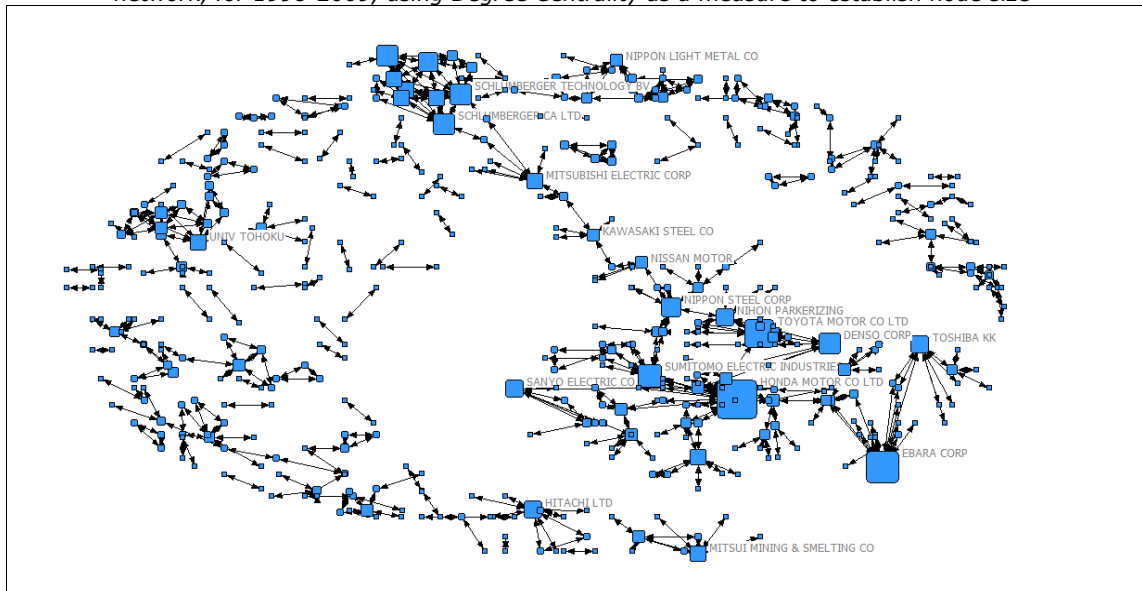 network, for 1996-2009, using Degree Centrality as a measure to establish node size
NIPPON LIGHT METAL CO
SCHLUMBERGER TECHNOLOGY BV
SCHLUMBERGER CA LTD
MITSUBISHI ELECTRIC CORP
UNIV TOHOKU
KAWASAKI STEEL CO
NISSAN MOTOR
NIPPON STEEL CORP
NIHON PARKERIZING
TOYOTA MOTOR CO LTD
DENSO CORP
TOSHIBA KK
SUMITOMO ELECTRIC INDUSTRIE
SANYO ELECTRIC CO
HONDA MOTOR CO LTD
EBARA CORP
HITACHI LTD
MITSUI MINING & SMELTING CO